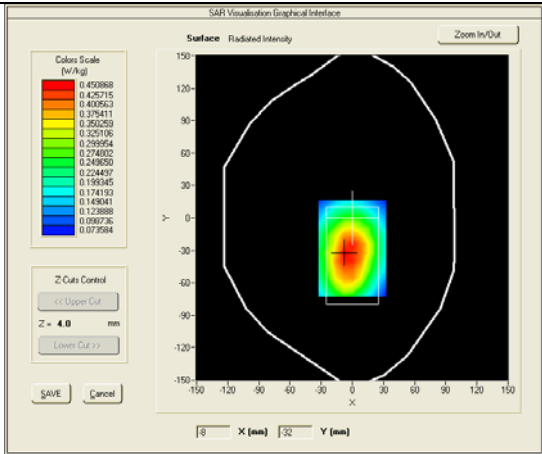 SAR Visualisation Graphical Interface
Surface Radiated Intensity
Zoom In/Out
Colors Scale
(W/kg)
0.450868
0.425715
0.400563
0.375411
0.350259
0.325106
0.299954
0.274802
0.249650
0.224497
0.199345
0.174193
0.149041
0.123888
0.098736
0.073584
150
120
90
60
30
0
-30
-60
-90
-120
-150
Y
-150 -120 -90 -60 -30 0 30 60 90 120 150
X
Z-Cuts Control
<< Upper Cut
Z = 4.0 mm
Lower Cut >>
SAVE Cancel
-8 X (mm) -32 Y (mm)